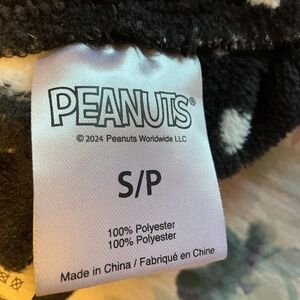 PEANUTS®
© 2024 Peanuts Worldwide LLC
S/P
100% Polyester
100% Polyester
Made in China / Fabriqué en Chine